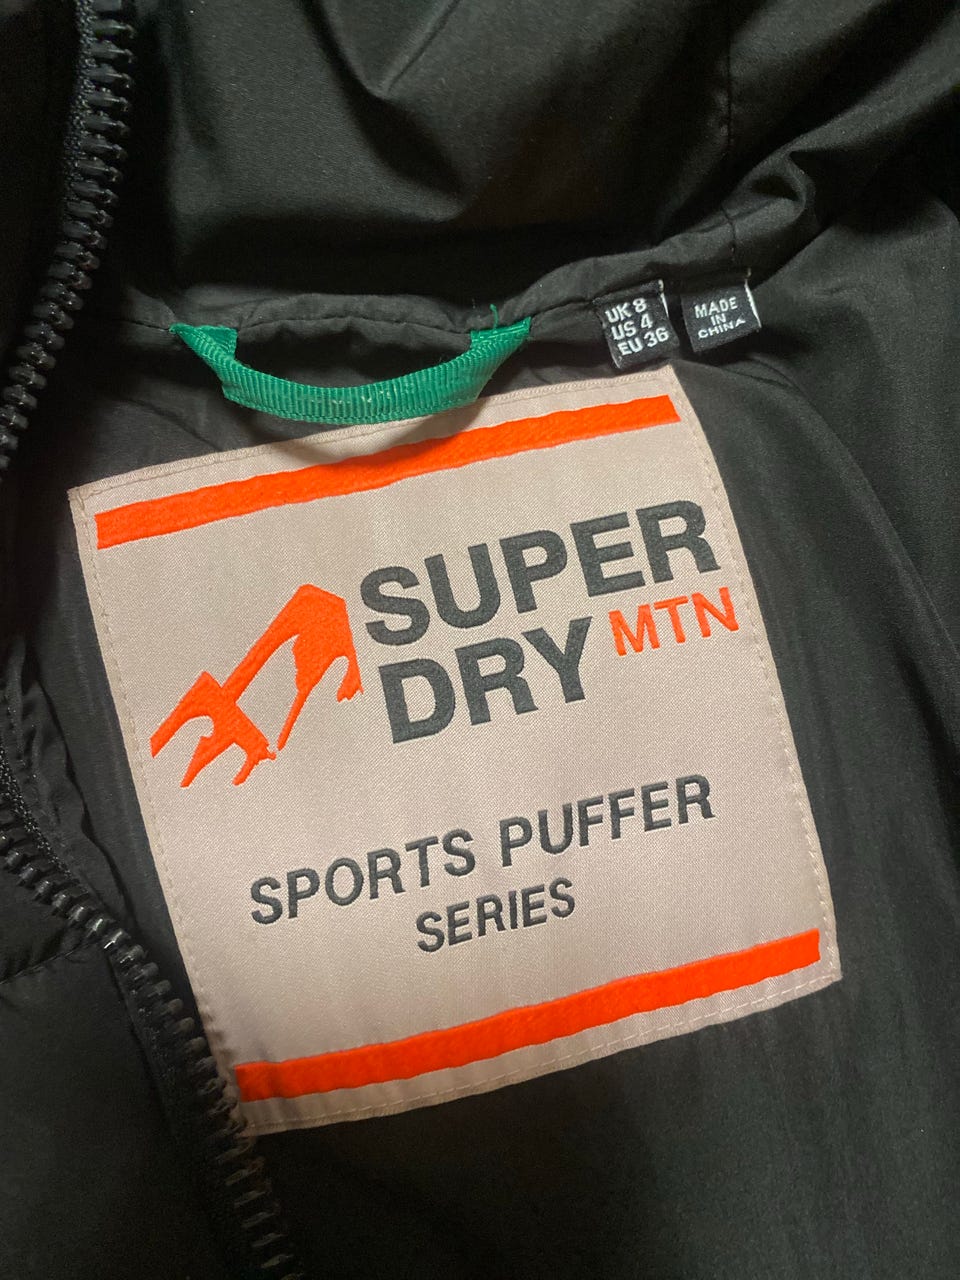 UK 8
US 4
EU 36
MADE
IN
CHINA
SUPER
DRY MTN
SPORTS PUFFER
SERIES